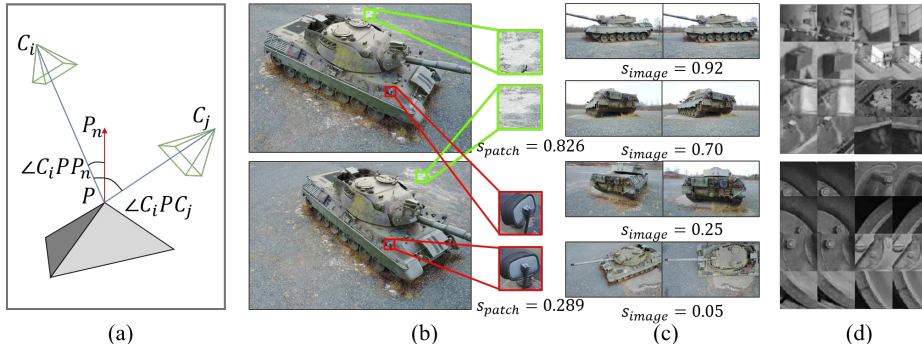 C_i
C_j
P_n
∠C_iPP_n
P
∠C_iPC_j
(a)
s_patch = 0.826
s_patch = 0.289
(b)
s_image = 0.92
s_image = 0.70
s_image = 0.25
s_image = 0.05
(c)
(d)